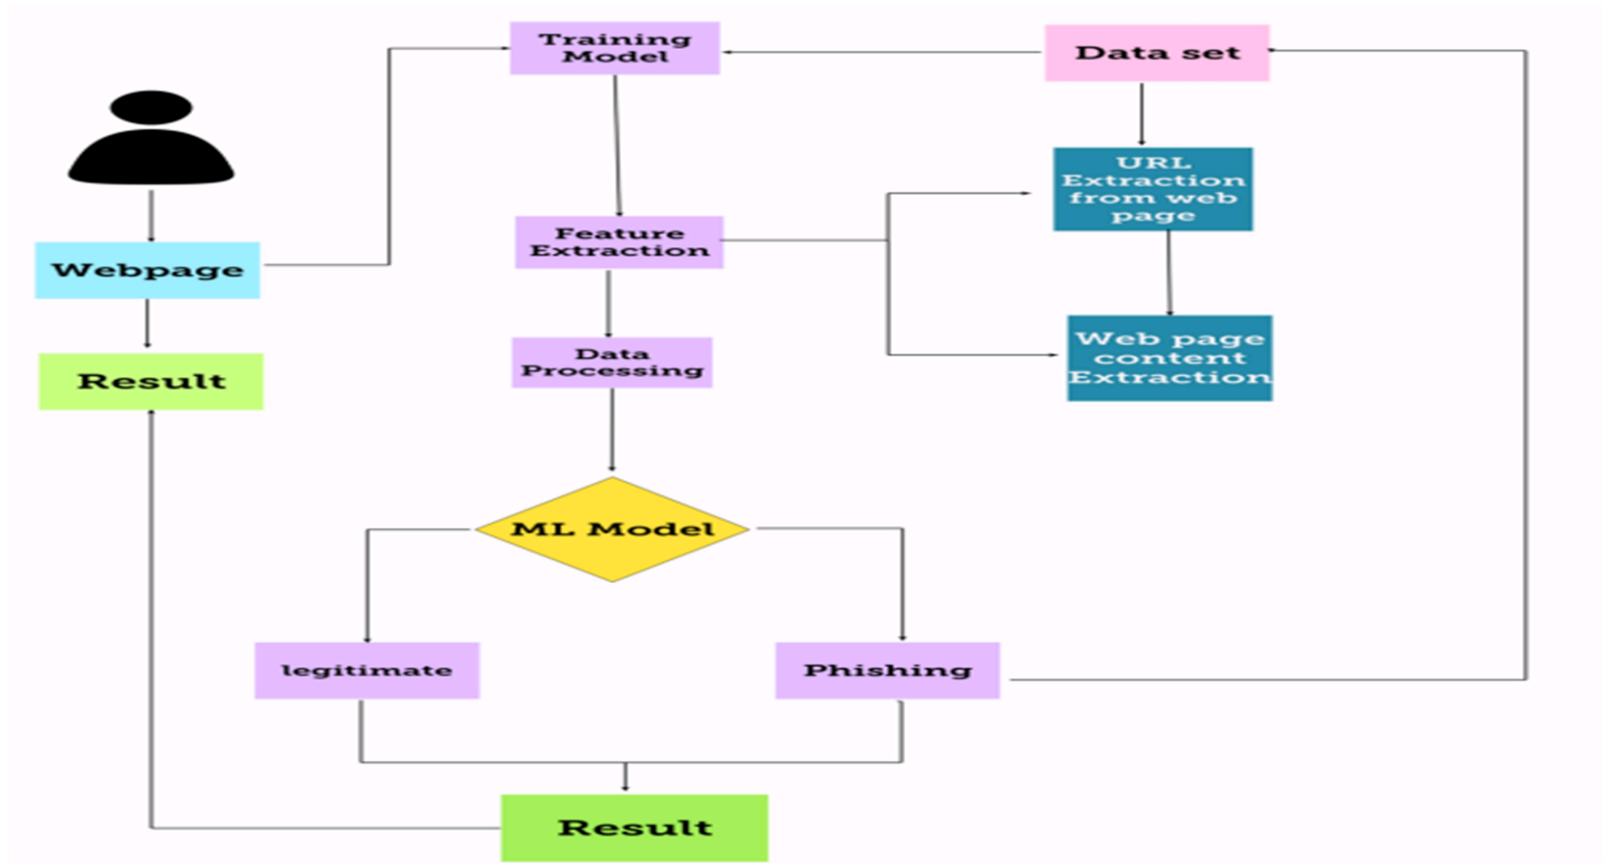 Training
Model
Data set
URL
Extraction
from web
page
Feature
Extraction
Webpage
Web page
content
Extraction
Data
Processing
Result
ML Model
legitimate
Phishing
Result